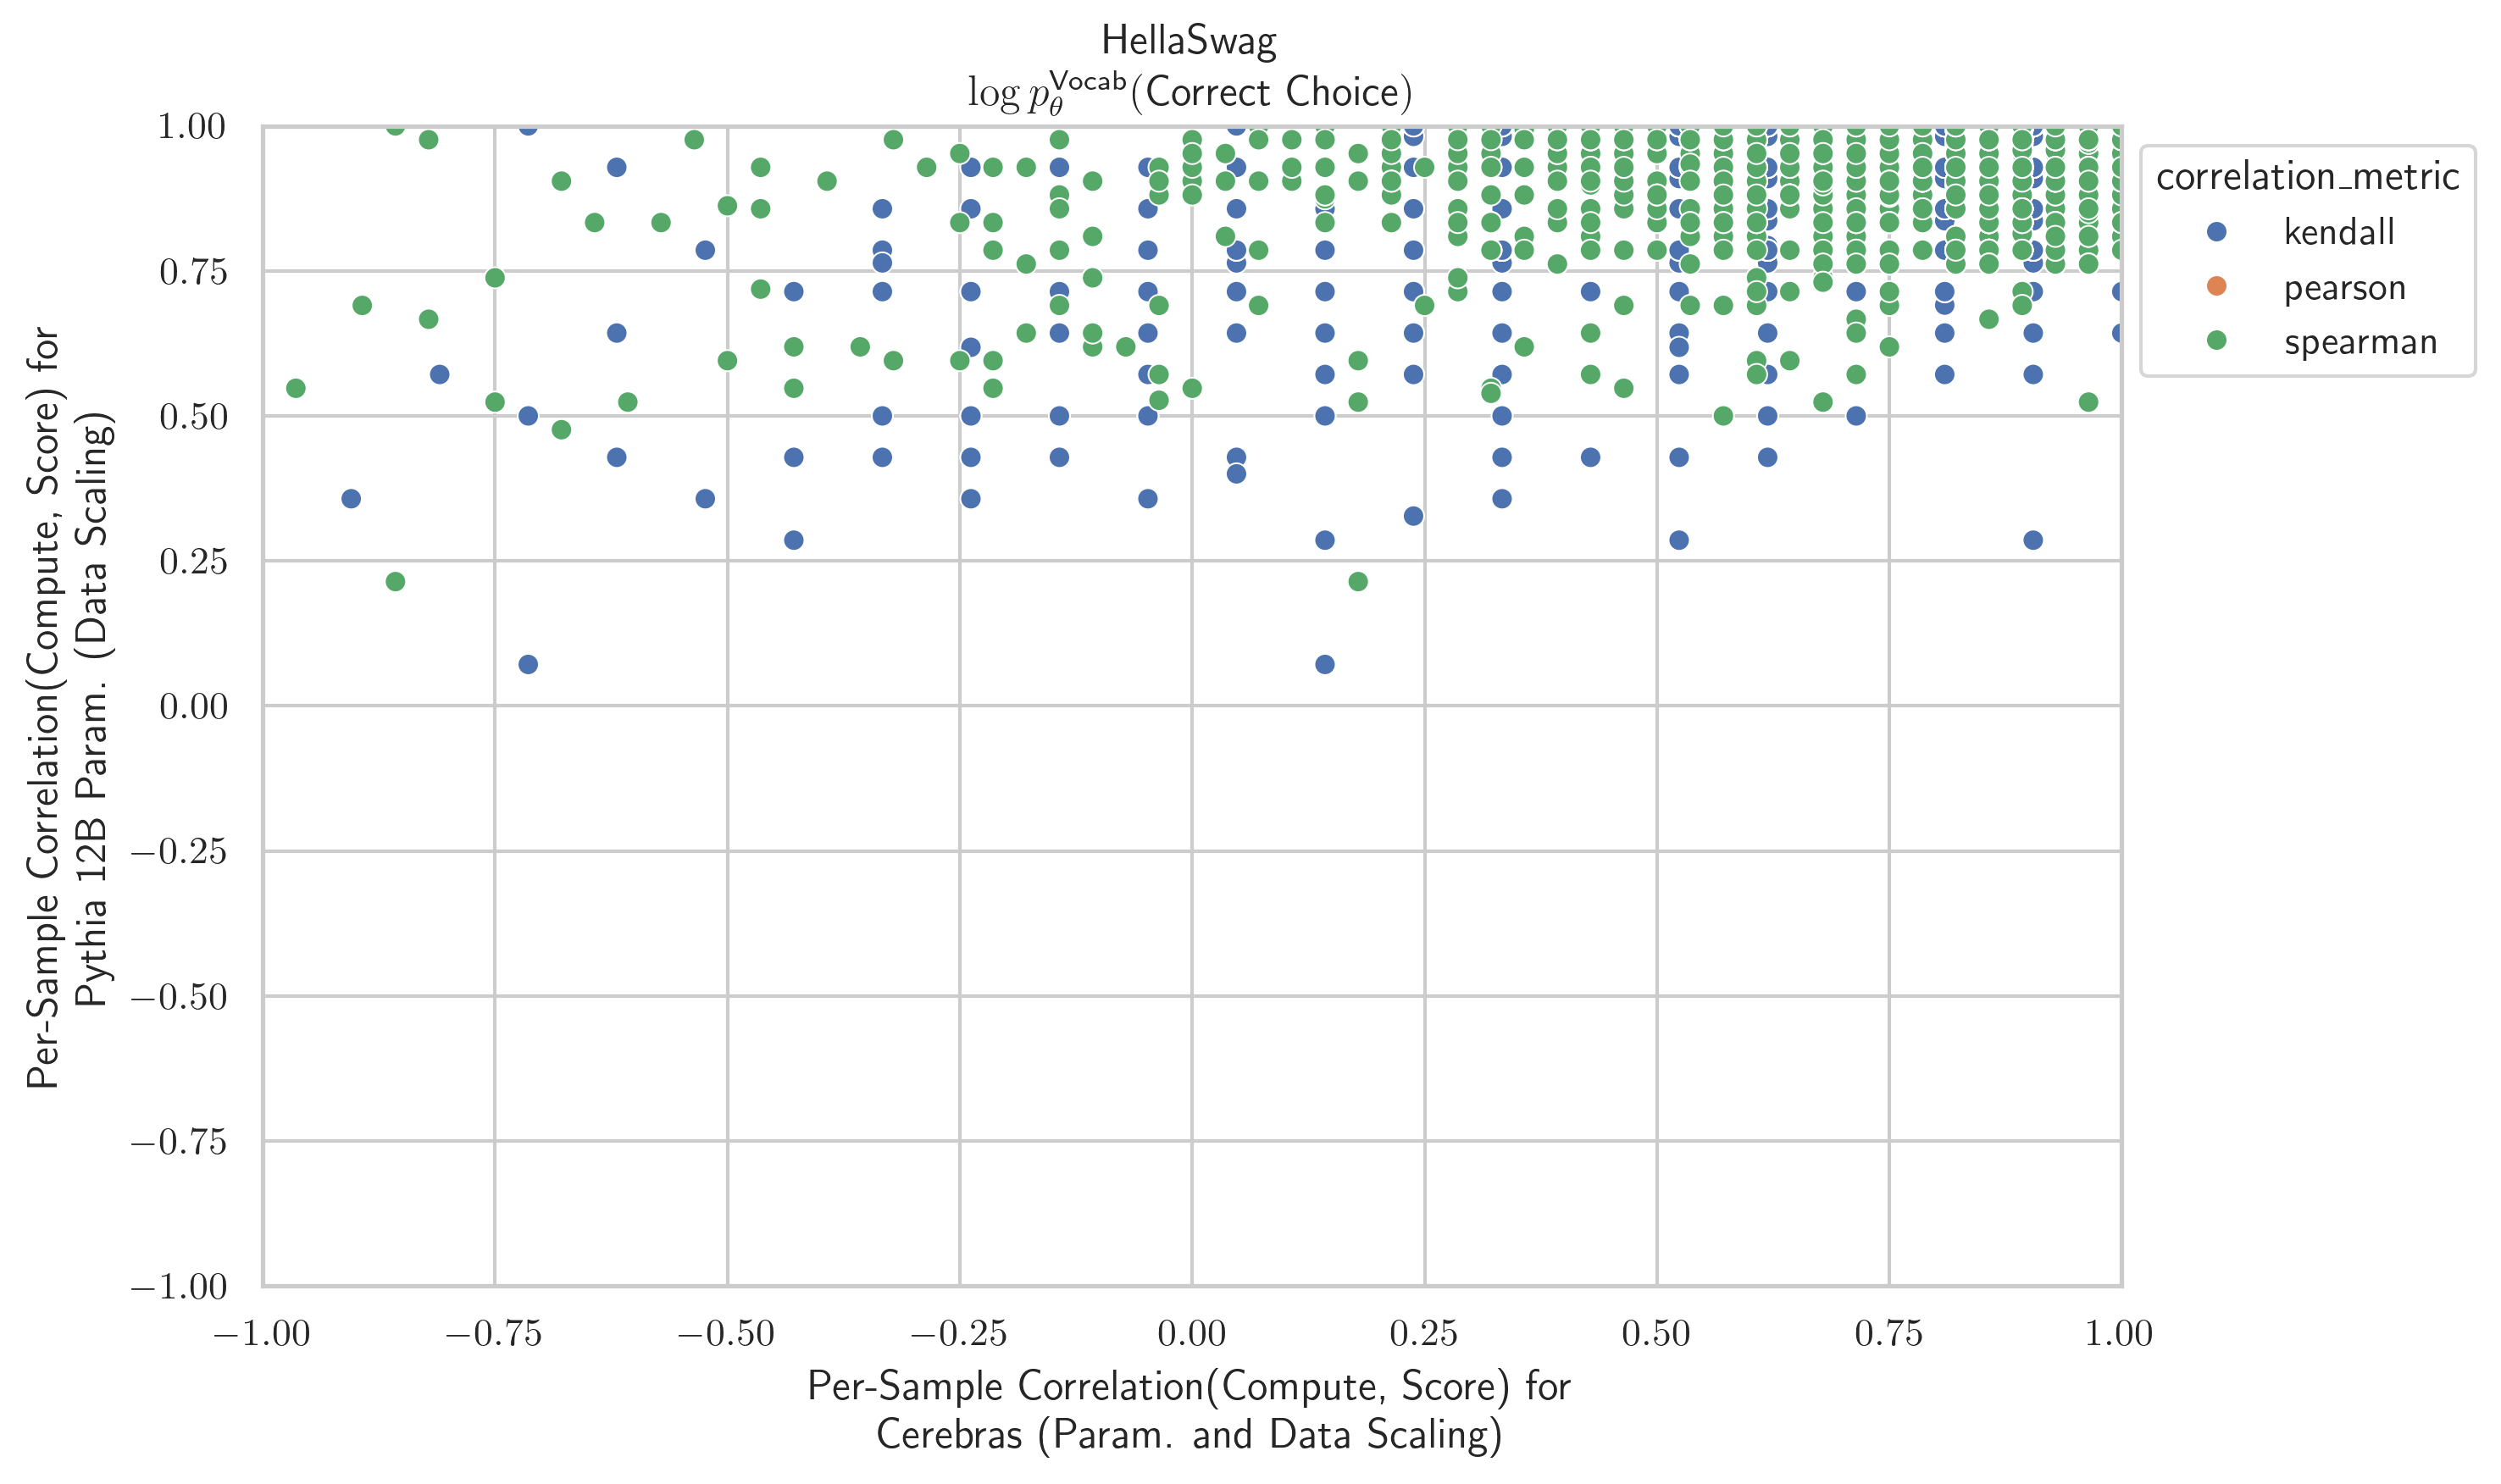 HellaSwag
log p_θ^Vocab(Correct Choice)
1.00
0.75
0.50
0.25
0.00
−0.25
−0.50
−0.75
−1.00
Per-Sample Correlation(Compute, Score) for
Pythia 12B Param. (Data Scaling)
−1.00 −0.75 −0.50 −0.25 0.00 0.25 0.50 0.75 1.00
Per-Sample Correlation(Compute, Score) for
Cerebras (Param. and Data Scaling)
correlation_metric
kendall
pearson
spearman